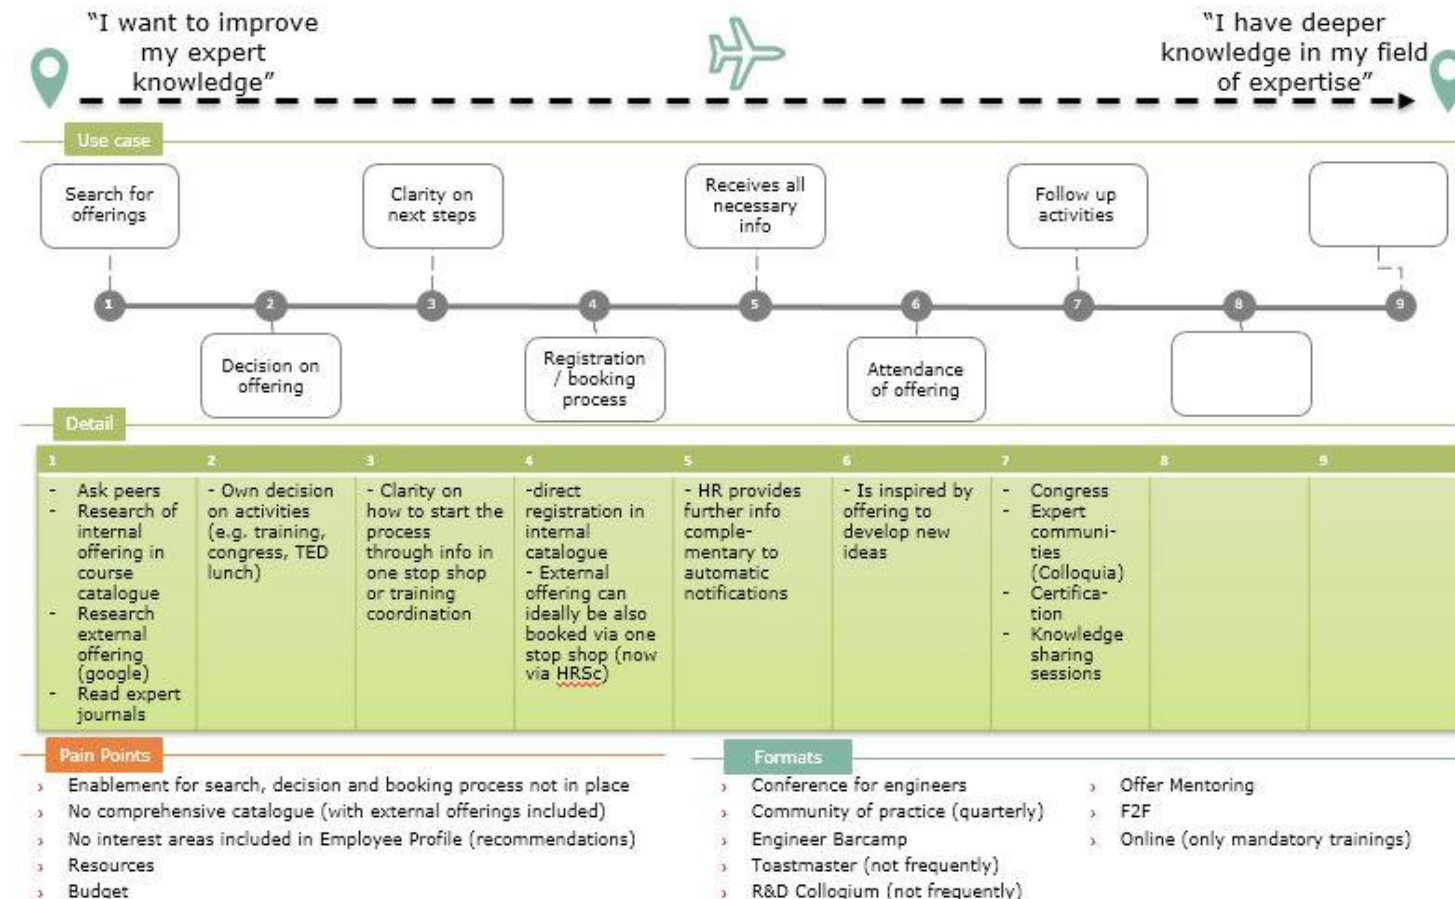 "I want to improve
my expert
knowledge"
"I have deeper
knowledge in my field
of expertise"
Use case
Search for
offerings
Clarity on
next steps
Receives all
necessary
info
Follow up
activities
1
2
3
4
5
6
7
8
9
Decision on
offering
Registration
/ booking
process
Attendance
of offering
Detail
1
2
3
4
5
6
7
8
9
- Ask peers
- Research of
internal
offering in
course
catalogue
- Research
external
offering
(google)
- Read expert
journals
- Own decision
on activities
(e.g. training,
congress, TED
lunch)
- Clarity on
how to start the
process
through info in
one stop shop
or training
coordination
-direct
registration in
internal
catalogue
- External
offering can
ideally be also
booked via one
stop shop (now
via HRSc)
- HR provides
further info
comple-
mentary to
automatic
notifications
- Is inspired by
offering to
develop new
ideas
- Congress
- Expert
communi-
ties
(Colloquia)
- Certifica-
tion
- Knowledge
sharing
sessions
Pain Points
› Enablement for search, decision and booking process not in place
› No comprehensive catalogue (with external offerings included)
› No interest areas included in Employee Profile (recommendations)
› Resources
› Budget
Formats
› Conference for engineers
› Community of practice (quarterly)
› Engineer Barcamp
› Toastmaster (not frequently)
› R&D Collogium (not frequently)
› Offer Mentoring
› F2F
› Online (only mandatory trainings)